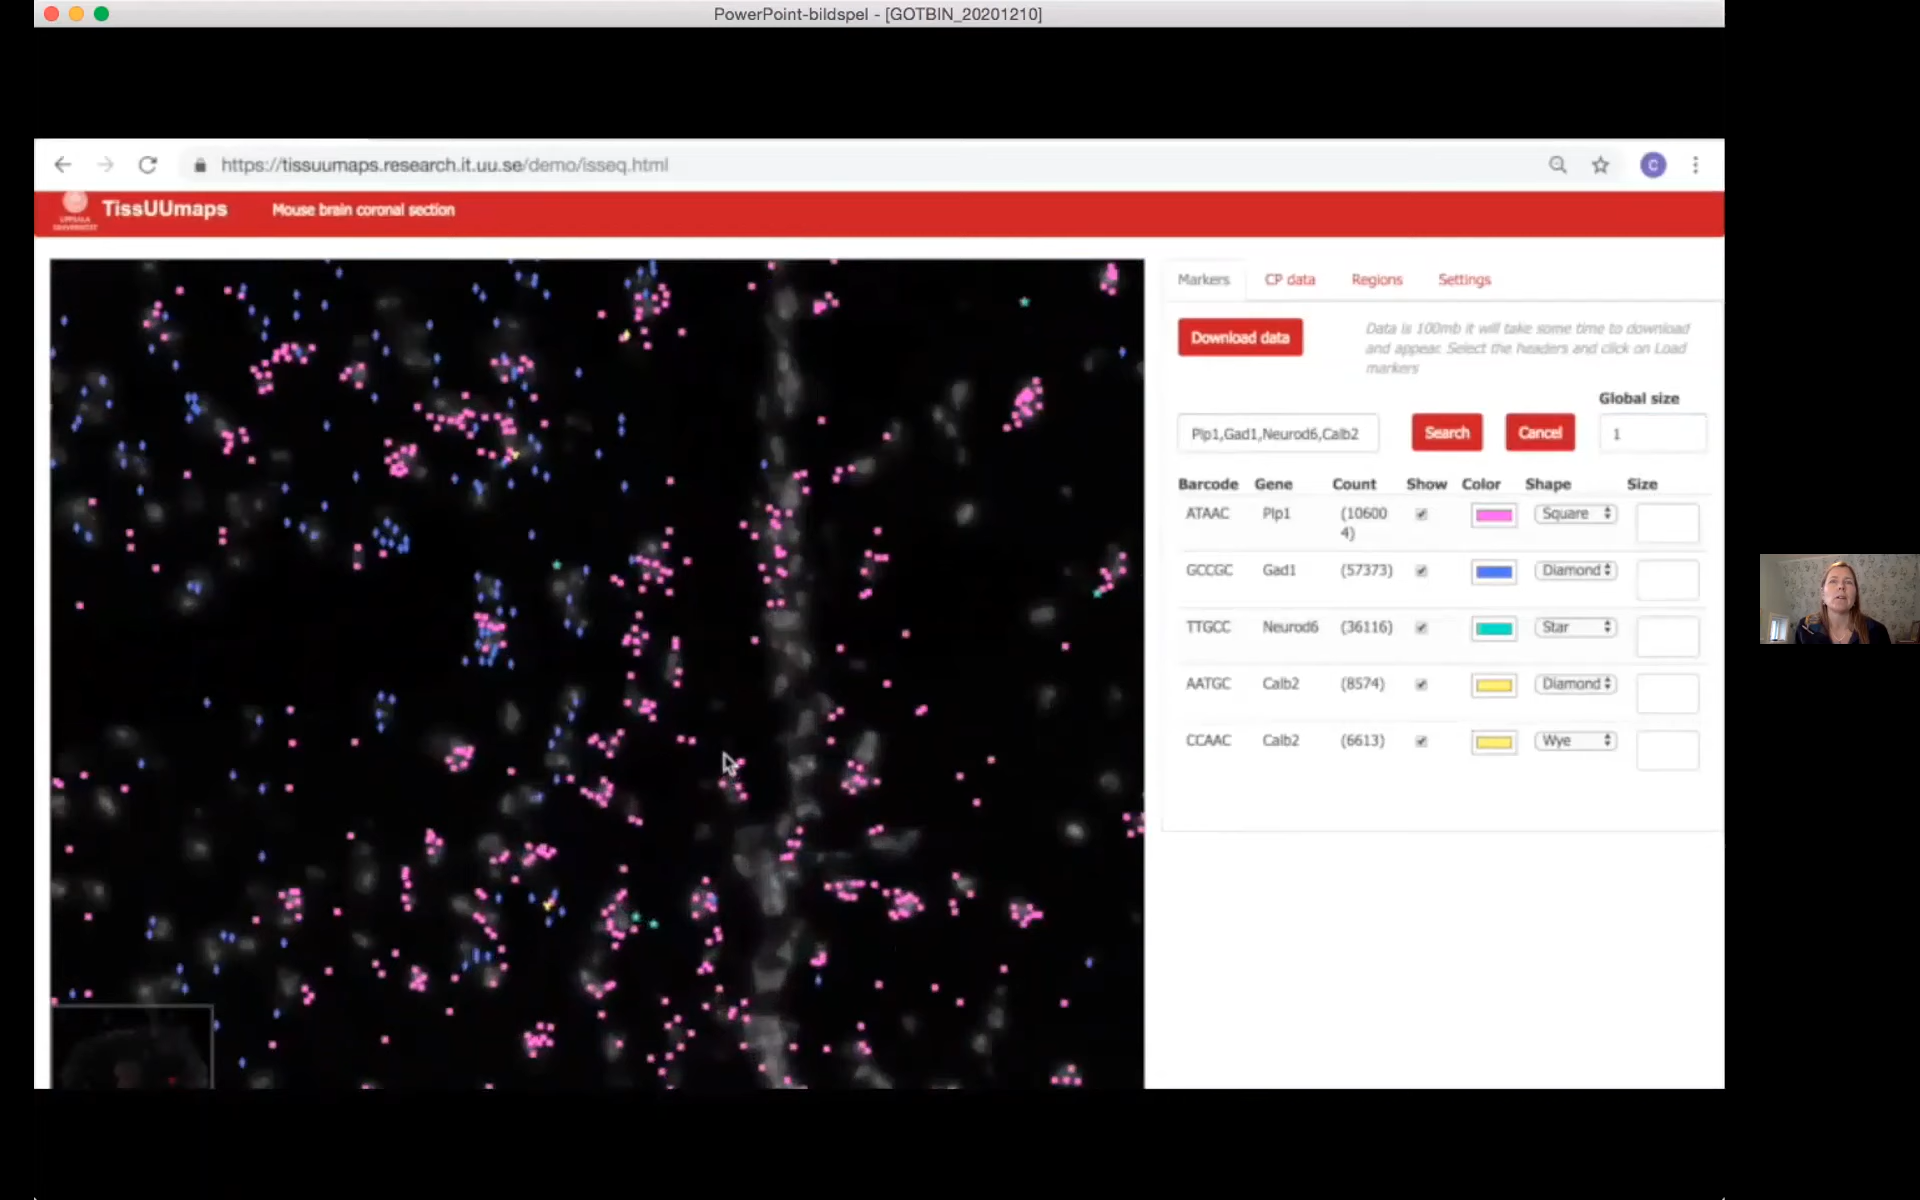 PowerPoint-bildspel - [GOTBIN_20201210]
https://tissuumaps.research.it.uu.se/demo/isseq.html
C
UPPSALA
UNIVERSITET
TissUUmaps
Mouse brain coronal section
Markers CP data Regions Settings
Download data
Data is 100mb it will take some time to download
and appear. Select the headers and click on Load
markers
Global size
Plp1,Gad1,Neurod6,Calb2 Search Cancel 1
Barcode Gene Count Show Color Shape Size
ATAAC Plp1 (10600 Square
4)
GCCGC Gad1 (57373) Diamond
TTGCC Neurod6 (36116) Star
AATGC Calb2 (8574) Diamond
CCAAC Calb2 (6613) Wye